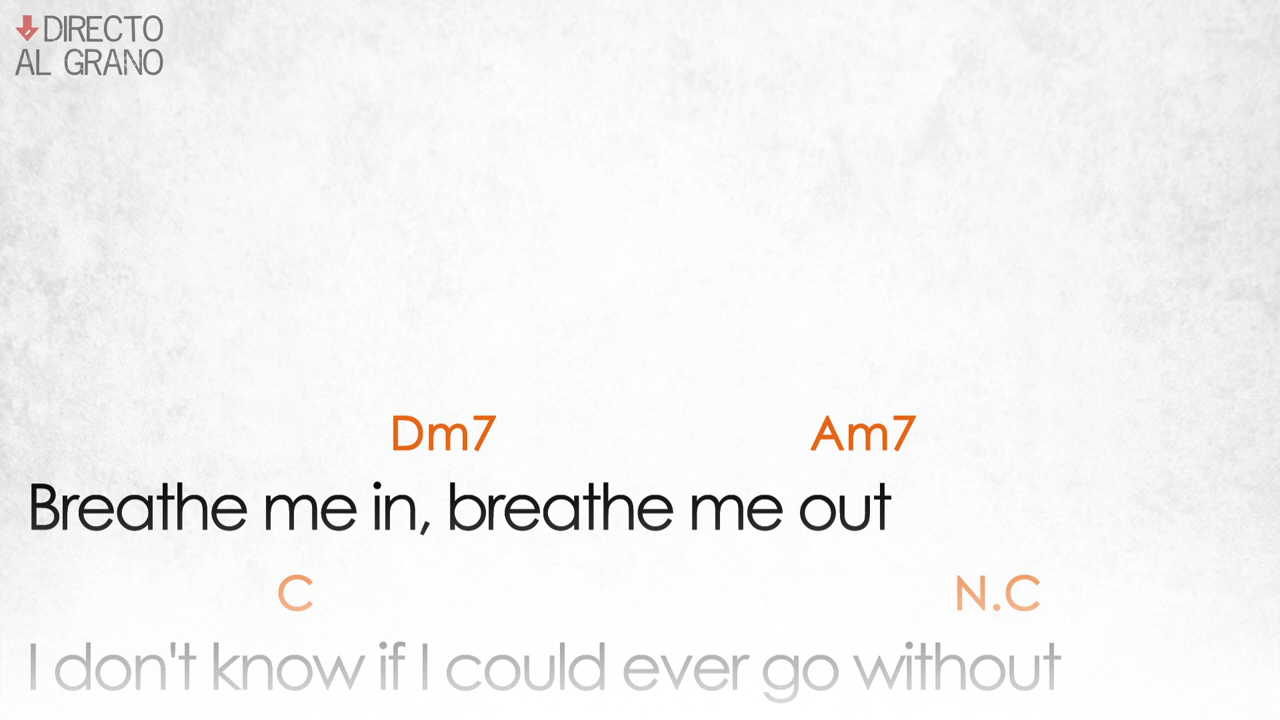 DIRECTO
AL GRANO
Dm7 Am7
Breathe me in, breathe me out
C N.C
I don't know if I could ever go without